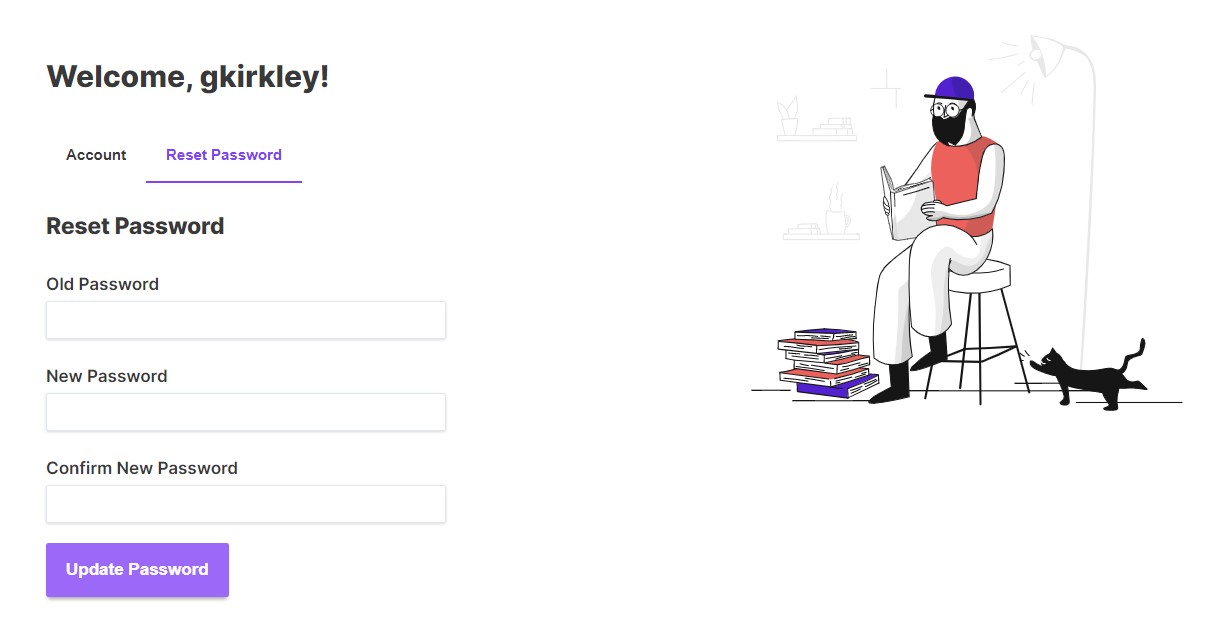 Welcome, gkirkley!
Account Reset Password
Reset Password
Old Password
New Password
Confirm New Password
Update Password